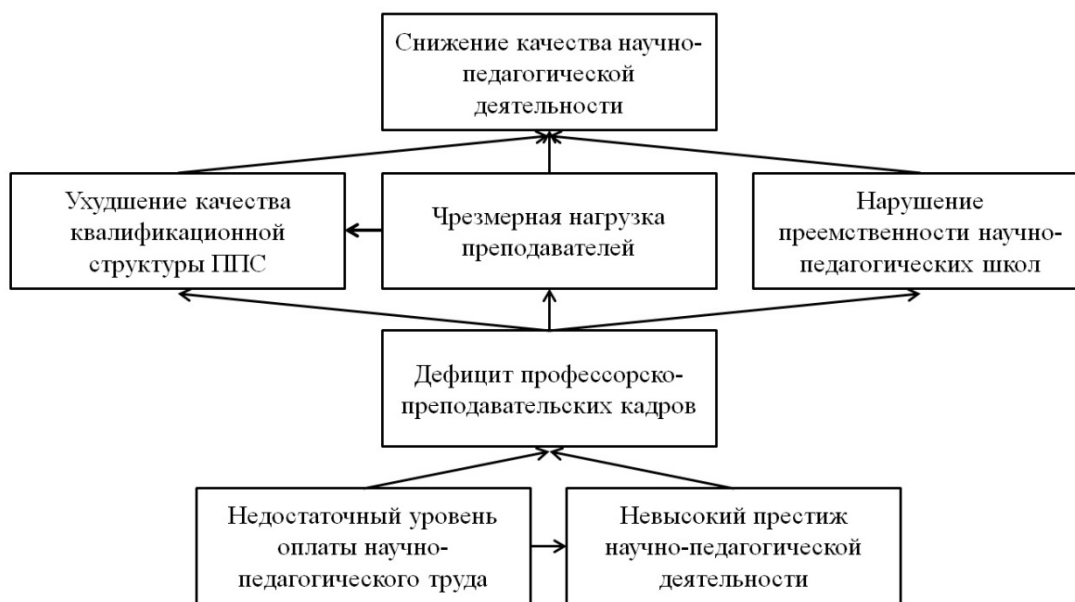 Снижение качества научно-
педагогической
деятельности
Ухудшение качества
квалификационной
структуры ППС
Чрезмерная нагрузка
преподавателей
Нарушение
преемственности научно-
педагогических школ
Дефицит профессорско-
преподавательских кадров
Недостаточный уровень
оплаты научно-
педагогического труда
Невысокий престиж
научно-педагогической
деятельности